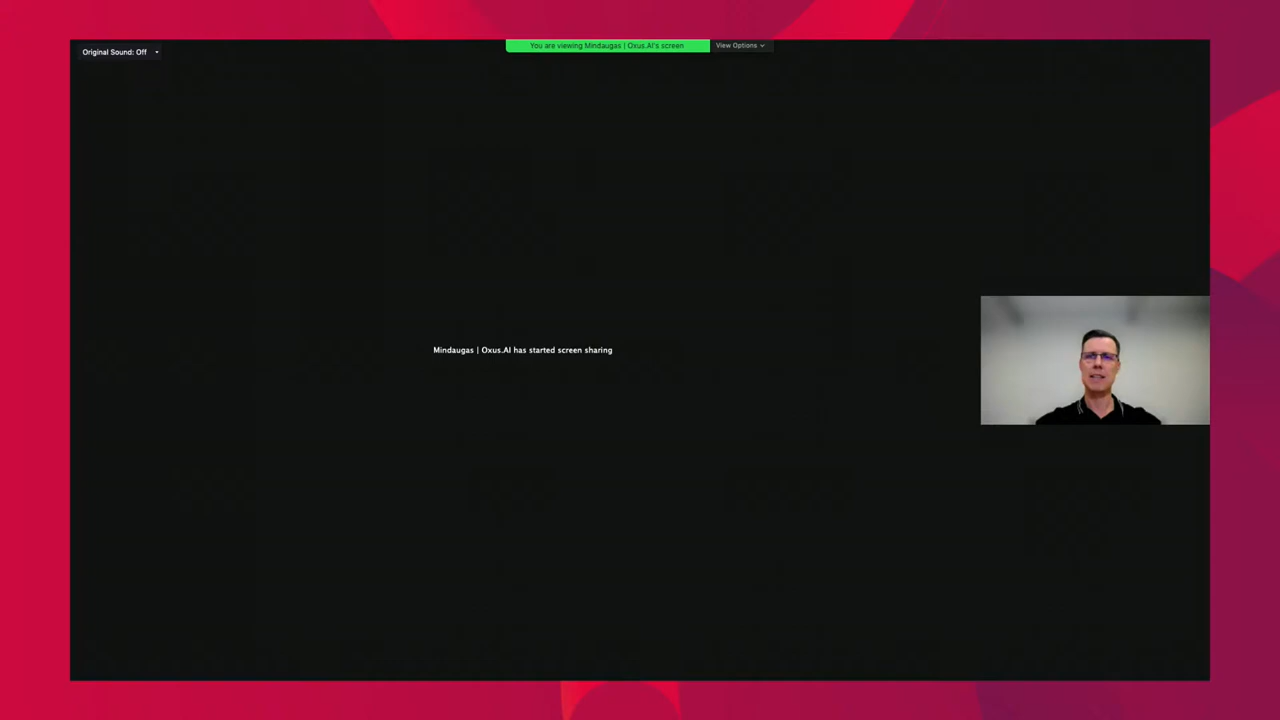 Original Sound: Off
You are viewing Mindaugas | Oxus.AI's screen
View Options
Mindaugas | Oxus.AI has started screen sharing